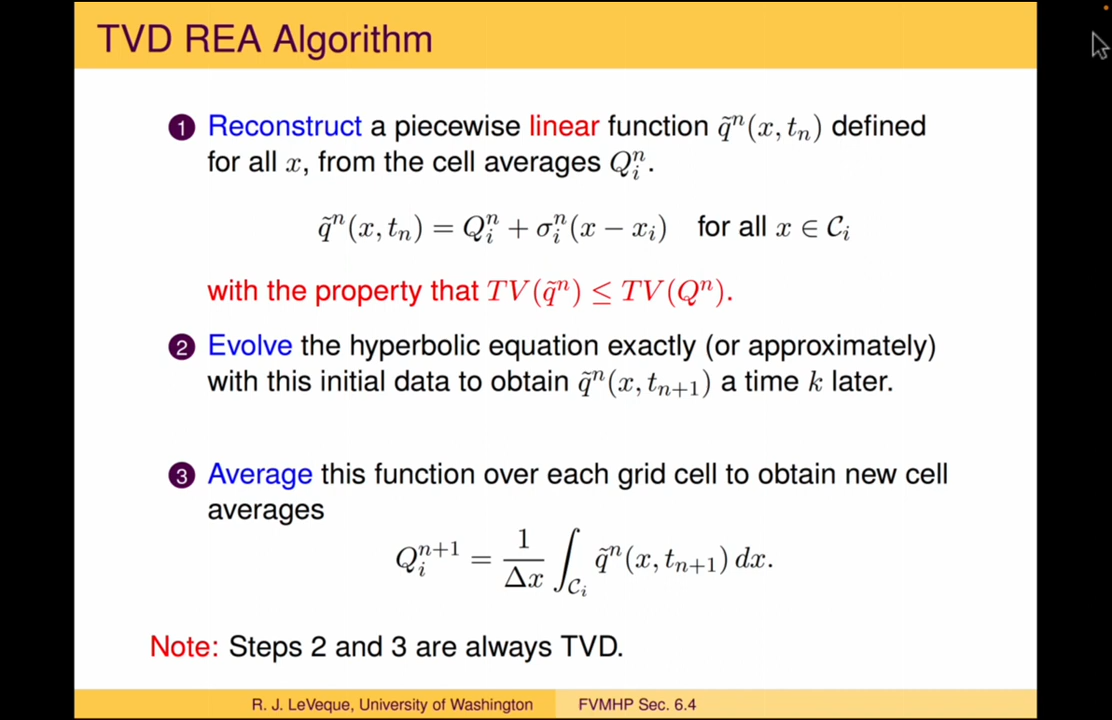 TVD REA Algorithm
1 Reconstruct a piecewise linear function q̃ⁿ(x, tₙ) defined
for all x, from the cell averages Qᵢⁿ.
q̃ⁿ(x, tₙ) = Qᵢⁿ + σᵢⁿ(x − xᵢ) for all x ∈ 𝒞ᵢ
with the property that TV(q̃ⁿ) ≤ TV(Qⁿ).
2 Evolve the hyperbolic equation exactly (or approximately)
with this initial data to obtain q̃ⁿ(x, tₙ₊₁) a time k later.
3 Average this function over each grid cell to obtain new cell
averages
Qᵢⁿ⁺¹ = 1/Δx ∫_𝒞ᵢ q̃ⁿ(x, tₙ₊₁) dx.
Note: Steps 2 and 3 are always TVD.
R. J. LeVeque, University of Washington FVMHP Sec. 6.4